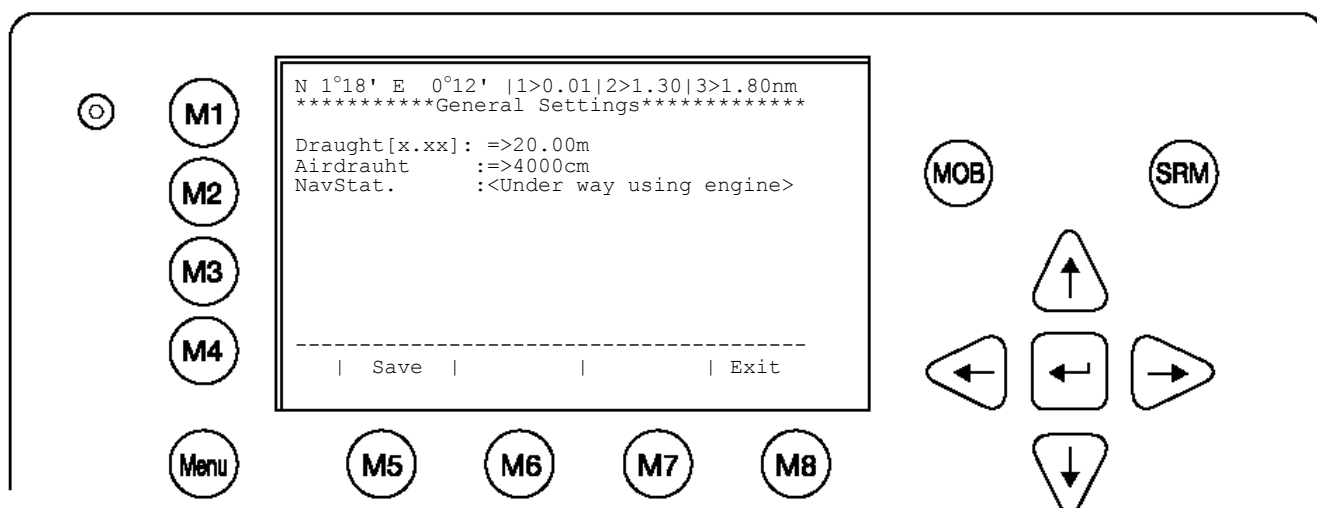 N 1°18' E  0°12' |1>0.01|2>1.30|3>1.80nm
***********General Settings*************
Draught[x.xx]: =>20.00m
Airdrauht     :=>4000cm
NavStat.      :<Under way using engine>
----------------------------------------
| Save |         |         | Exit
M1
M2
M3
M4
Menu
M5
M6
M7
M8
MOB
SRM